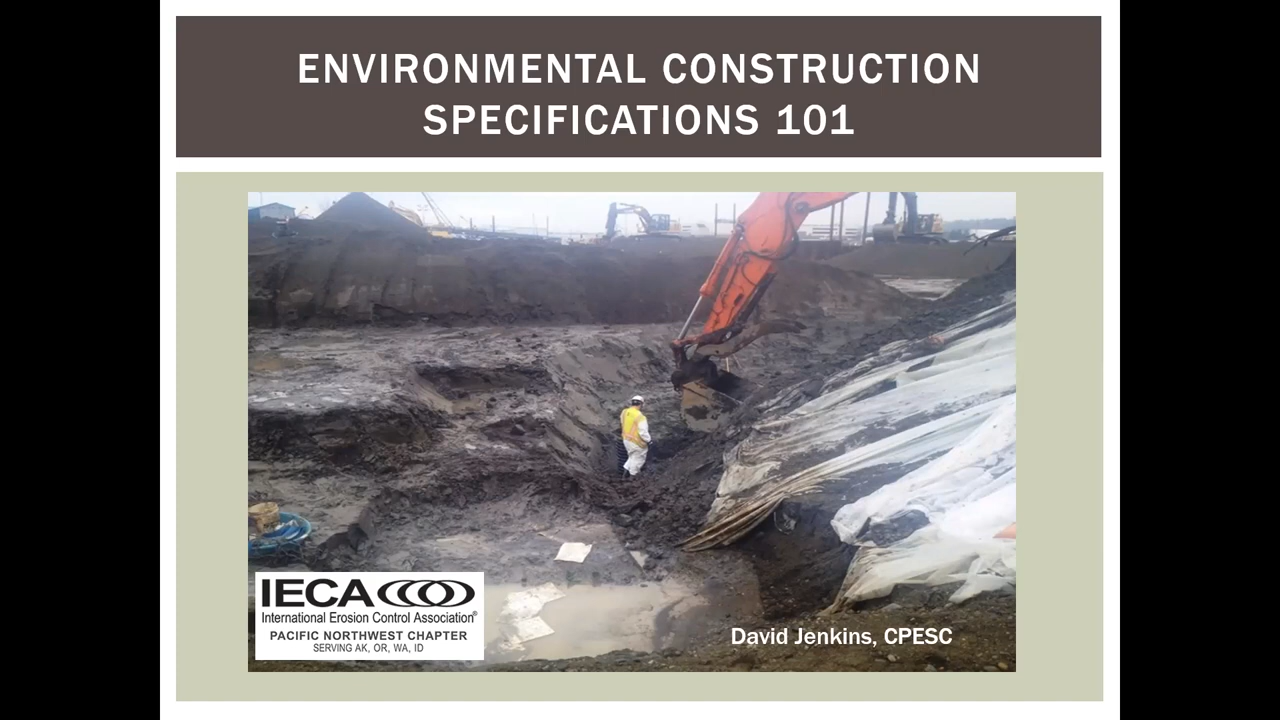 ENVIRONMENTAL CONSTRUCTION
SPECIFICATIONS 101
IECA
International Erosion Control Association®
PACIFIC NORTHWEST CHAPTER
SERVING AK, OR, WA, ID
David Jenkins, CPESC